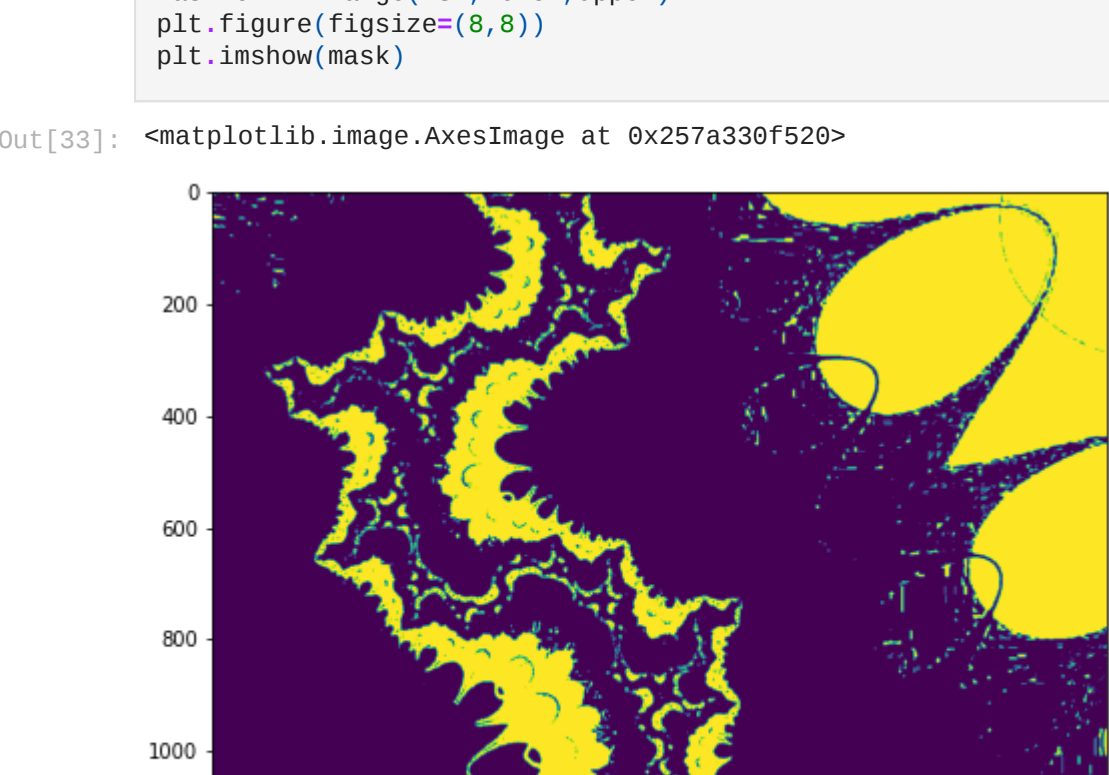 plt.figure(figsize=(8,8))
plt.imshow(mask)
Out[33]:
<matplotlib.image.AxesImage at 0x257a330f520>
0
200
400
600
800
1000